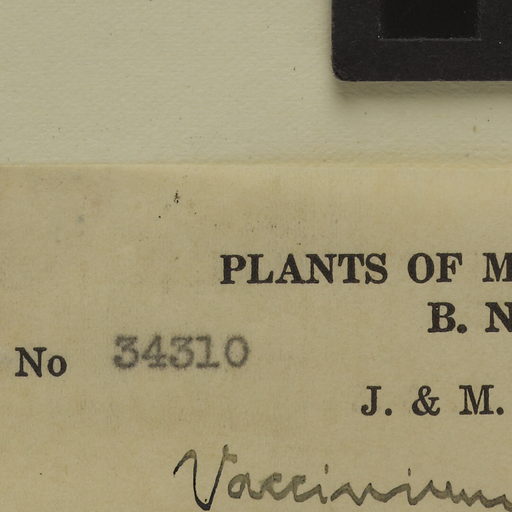 PLANTS OF M
B. N
No 34310
J. & M.
Vaccinium